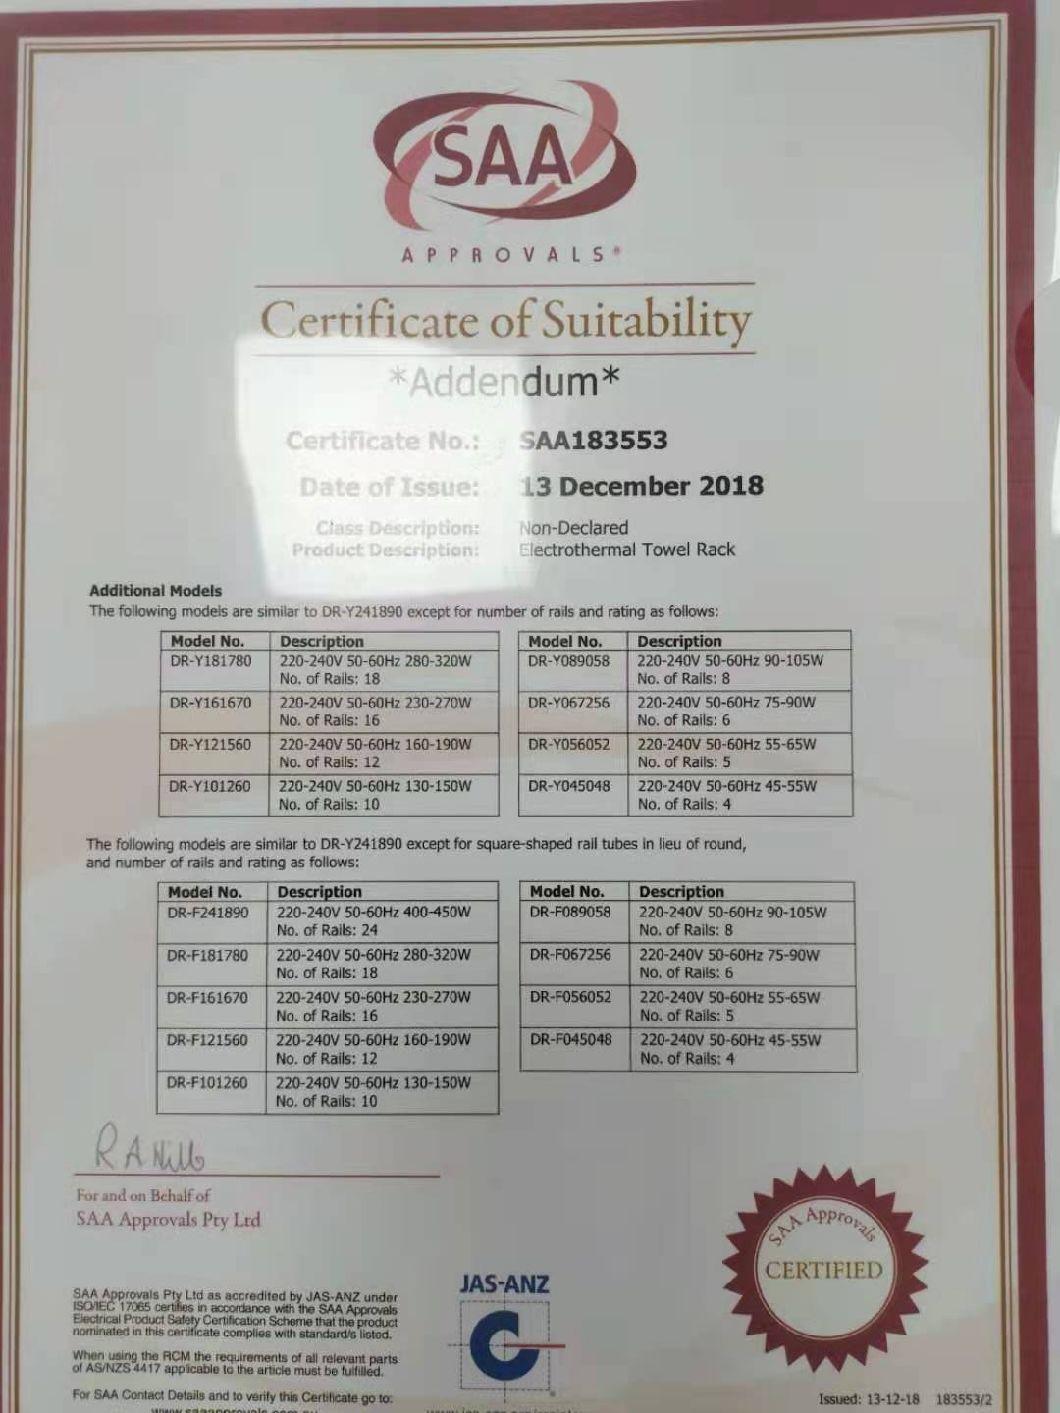 SAA
APPROVALS®
Certificate of Suitability
*Addendum*
Certificate No.: SAA183553
Date of Issue: 13 December 2018
Class Description: Non-Declared
Product Description: Electrothermal Towel Rack
Additional Models
The following models are similar to DR-Y241890 except for number of rails and rating as follows:
Model No. Description
DR-Y181780 220-240V 50-60Hz 280-320W
No. of Rails: 18
DR-Y161670 220-240V 50-60Hz 230-270W
No. of Rails: 16
DR-Y121560 220-240V 50-60Hz 160-190W
No. of Rails: 12
DR-Y101260 220-240V 50-60Hz 130-150W
No. of Rails: 10
Model No. Description
DR-Y089058 220-240V 50-60Hz 90-105W
No. of Rails: 8
DR-Y067256 220-240V 50-60Hz 75-90W
No. of Rails: 6
DR-Y056052 220-240V 50-60Hz 55-65W
No. of Rails: 5
DR-Y045048 220-240V 50-60Hz 45-55W
No. of Rails: 4
The following models are similar to DR-Y241890 except for square-shaped rail tubes in lieu of round,
and number of rails and rating as follows:
Model No. Description
DR-F241890 220-240V 50-60Hz 400-450W
No. of Rails: 24
DR-F181780 220-240V 50-60Hz 280-320W
No. of Rails: 18
DR-F161670 220-240V 50-60Hz 230-270W
No. of Rails: 16
DR-F121560 220-240V 50-60Hz 160-190W
No. of Rails: 12
DR-F101260 220-240V 50-60Hz 130-150W
No. of Rails: 10
Model No. Description
DR-F089058 220-240V 50-60Hz 90-105W
No. of Rails: 8
DR-F067256 220-240V 50-60Hz 75-90W
No. of Rails: 6
DR-F056052 220-240V 50-60Hz 55-65W
No. of Rails: 5
DR-F045048 220-240V 50-60Hz 45-55W
No. of Rails: 4
For and on Behalf of
SAA Approvals Pty Ltd
SAA Approvals Pty Ltd as accredited by JAS-ANZ under
ISO/IEC 17065 certifies in accordance with the SAA Approvals
Electrical Product Safety Certification Scheme that the product
nominated in this certificate complies with standard/s listed.
When using the RCM the requirements of all relevant parts
of AS/NZS 4417 applicable to the article must be fulfilled.
For SAA Contact Details and to verify this Certificate go to:
JAS-ANZ
SAA Approvals
CERTIFIED
Issued: 13-12-18 183553/2